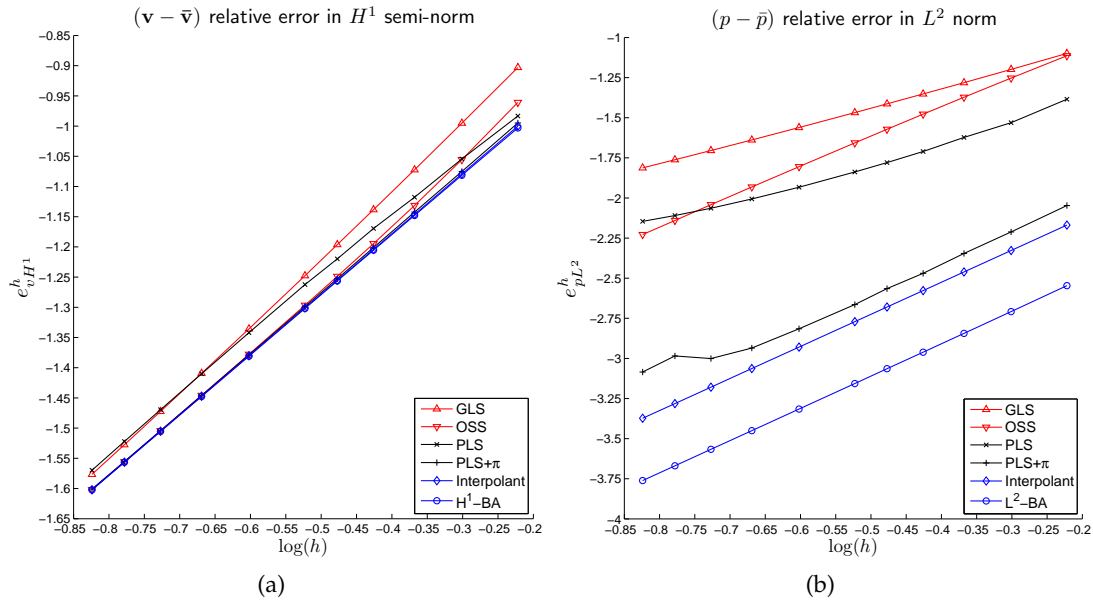 (v − v̄) relative error in H¹ semi-norm
−0.85
−0.9
−0.95
−1
−1.05
−1.1
−1.15
−1.2
−1.25
−1.3
−1.35
−1.4
−1.45
−1.5
−1.55
−1.6
−1.65
e^h_{vH¹}
GLS
OSS
PLS
PLS+π
Interpolant
H¹−BA
−0.85 −0.8 −0.75 −0.7 −0.65 −0.6 −0.55 −0.5 −0.45 −0.4 −0.35 −0.3 −0.25 −0.2
log(h)
(a)
(p − p̄) relative error in L² norm
−1
−1.25
−1.5
−1.75
−2
−2.25
−2.5
−2.75
−3
−3.25
−3.5
−3.75
−4
e^h_{pL²}
GLS
OSS
PLS
PLS+π
Interpolant
L²−BA
−0.85 −0.8 −0.75 −0.7 −0.65 −0.6 −0.55 −0.5 −0.45 −0.4 −0.35 −0.3 −0.25 −0.2
log(h)
(b)